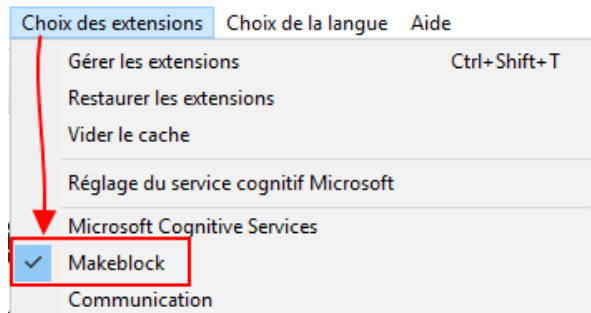 Choix des extensions Choix de la langue Aide
Gérer les extensions Ctrl+Shift+T
Restaurer les extensions
Vider le cache
Réglage du service cognitif Microsoft
Microsoft Cognitive Services
Makeblock
Communication